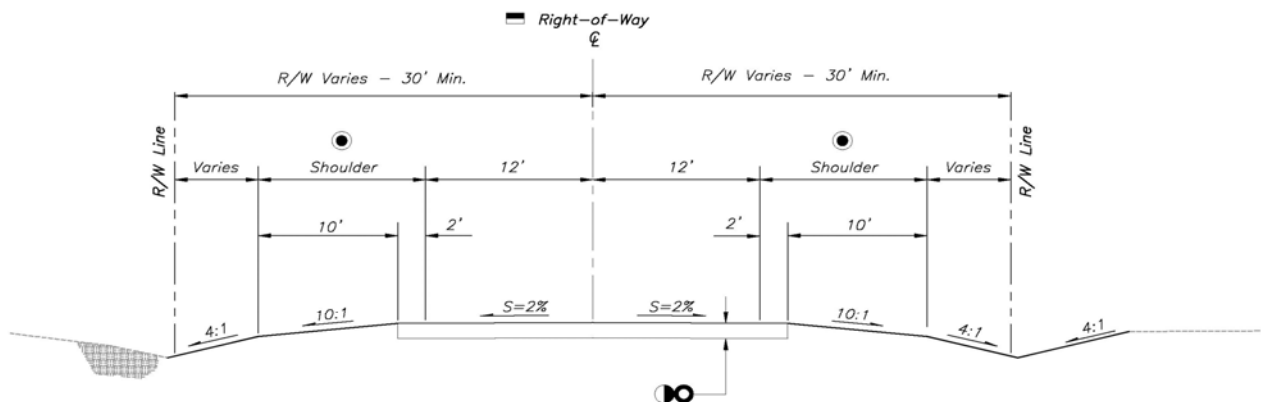 Right-of-Way
℄
R/W Varies - 30' Min.
R/W Varies - 30' Min.
R/W Line
Varies
Shoulder
12'
12'
Shoulder
Varies
R/W Line
10'
2'
2'
10'
4:1
10:1
S=2%
S=2%
10:1
4:1
4:1